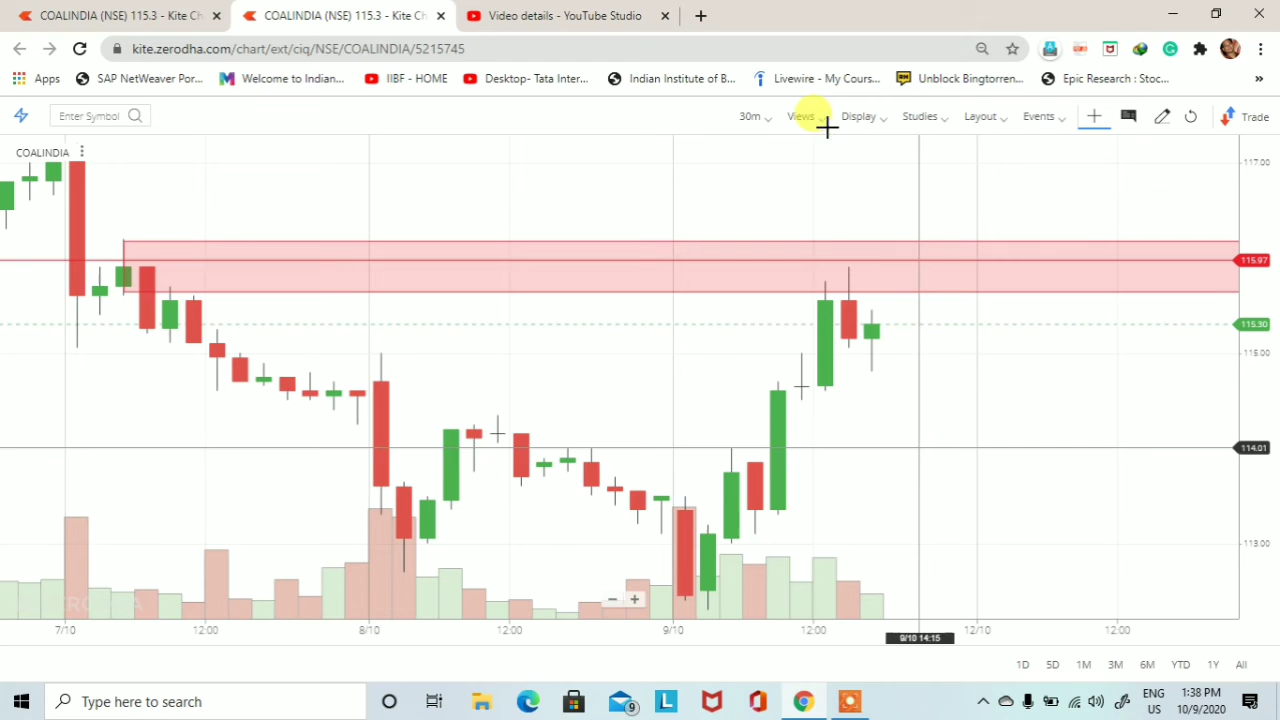 COALINDIA (NSE) 115.3 - Kite Ch
COALINDIA (NSE) 115.3 - Kite Ch
Video details - YouTube Studio
kite.zerodha.com/chart/ext/ciq/NSE/COALINDIA/5215745
Apps
SAP NetWeaver Por...
Welcome to Indian...
IIBF - HOME
Desktop- Tata Inter...
Indian Institute of B...
Livewire - My Cours...
Unblock Bingtorren...
Epic Research : Stoc...
Enter Symbol
30m
Views
Display
Studies
Layout
Events
Trade
COALINDIA
117.00
115.97
115.30
115.00
114.01
113.00
7/10
12:00
8/10
12:00
9/10
12:00
9/10 14:15
12/10
12:00
1D
5D
1M
3M
6M
YTD
1Y
All
Type here to search
9
L
ENG
US
1:38 PM
10/9/2020